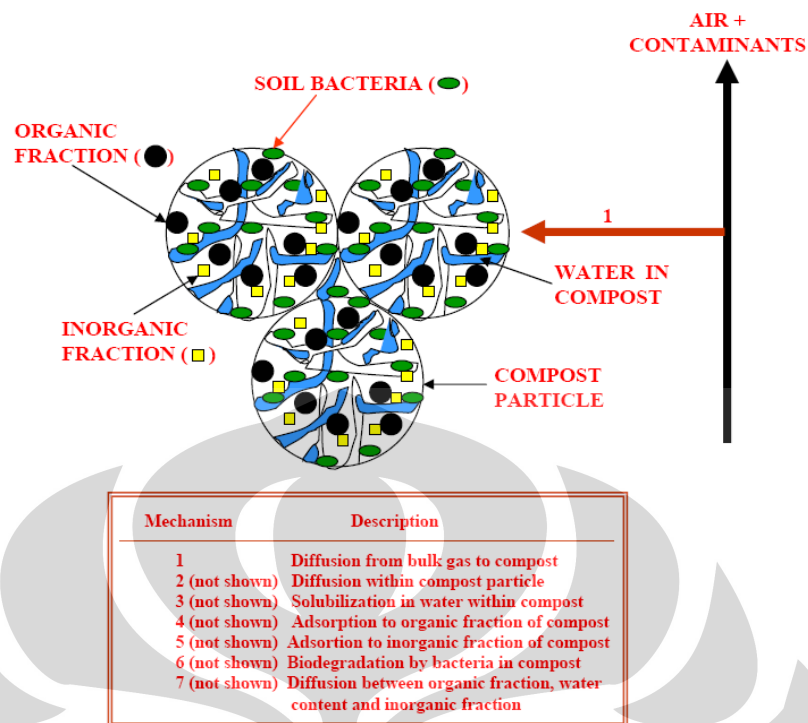 AIR +
CONTAMINANTS
SOIL BACTERIA ( )
ORGANIC
FRACTION ( )
1
WATER IN
COMPOST
INORGANIC
FRACTION ( )
COMPOST
PARTICLE
Mechanism Description
1 Diffusion from bulk gas to compost
2 (not shown) Diffusion within compost particle
3 (not shown) Solubilization in water within compost
4 (not shown) Adsorption to organic fraction of compost
5 (not shown) Adsortion to inorganic fraction of compost
6 (not shown) Biodegradation by bacteria in compost
7 (not shown) Diffusion between organic fraction, water
content and inorganic fraction